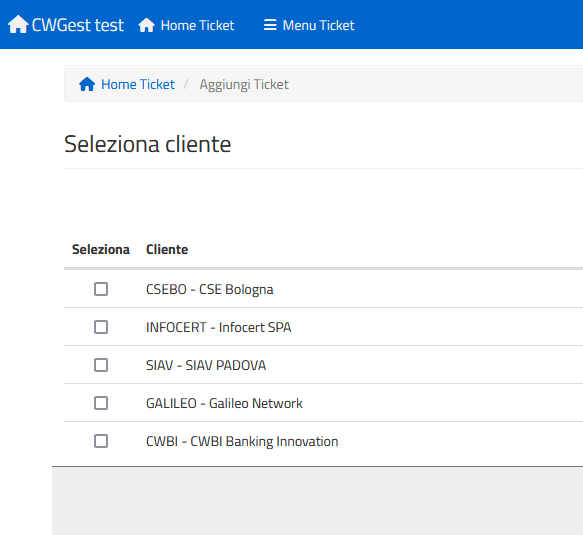 CWGest test Home Ticket Menu Ticket
Home Ticket / Aggiungi Ticket
Seleziona cliente
Seleziona Cliente
CSEBO - CSE Bologna
INFOCERT - Infocert SPA
SIAV - SIAV PADOVA
GALILEO - Galileo Network
CWBI - CWBI Banking Innovation